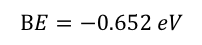 BE = −0.652 eV